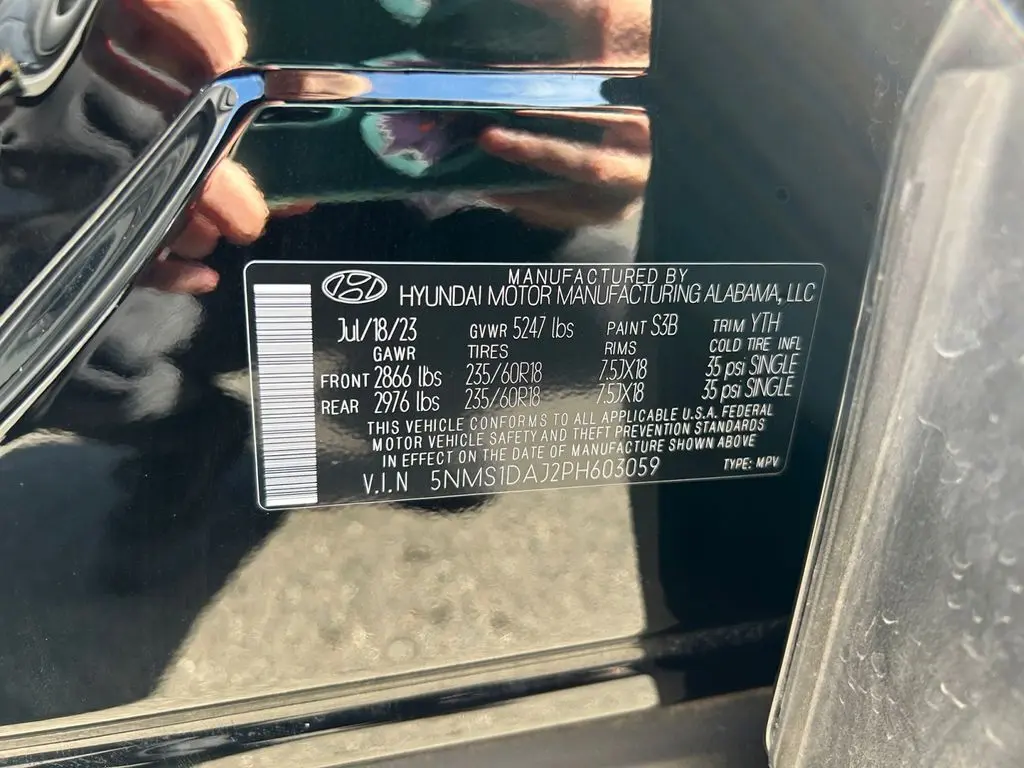 MANUFACTURED BY
HYUNDAI MOTOR MANUFACTURING ALABAMA, LLC
Jul/18/23 GVWR 5247 lbs PAINT S3B TRIM YTH
GAWR TIRES RIMS COLD TIRE INFL
FRONT 2866 lbs 235/60R18 7.5JX18 35 psi SINGLE
REAR 2976 lbs 235/60R18 7.5JX18 35 psi SINGLE
THIS VEHICLE CONFORMS TO ALL APPLICABLE U.S.A. FEDERAL
MOTOR VEHICLE SAFETY AND THEFT PREVENTION STANDARDS
IN EFFECT ON THE DATE OF MANUFACTURE SHOWN ABOVE
V.I.N 5NMS1DAJ2PH603059 TYPE: MPV